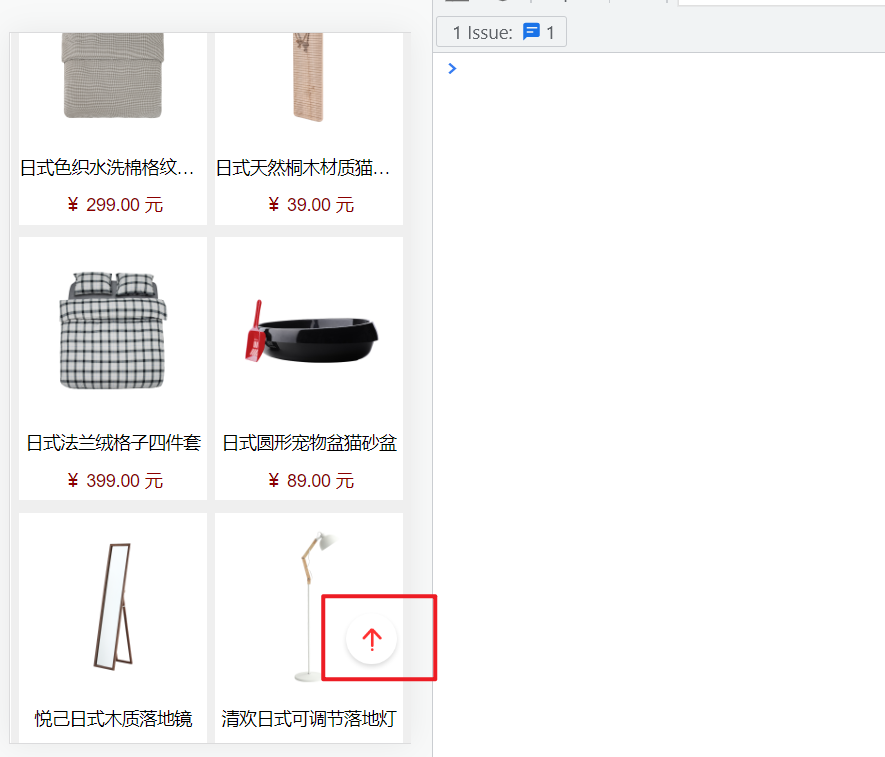 1 Issue: 1
日式色织水洗棉格纹…
日式天然桐木材质猫…
¥ 299.00 元
¥ 39.00 元
日式法兰绒格子四件套
日式圆形宠物盆猫砂盆
¥ 399.00 元
¥ 89.00 元
悦己日式木质落地镜
清欢日式可调节落地灯